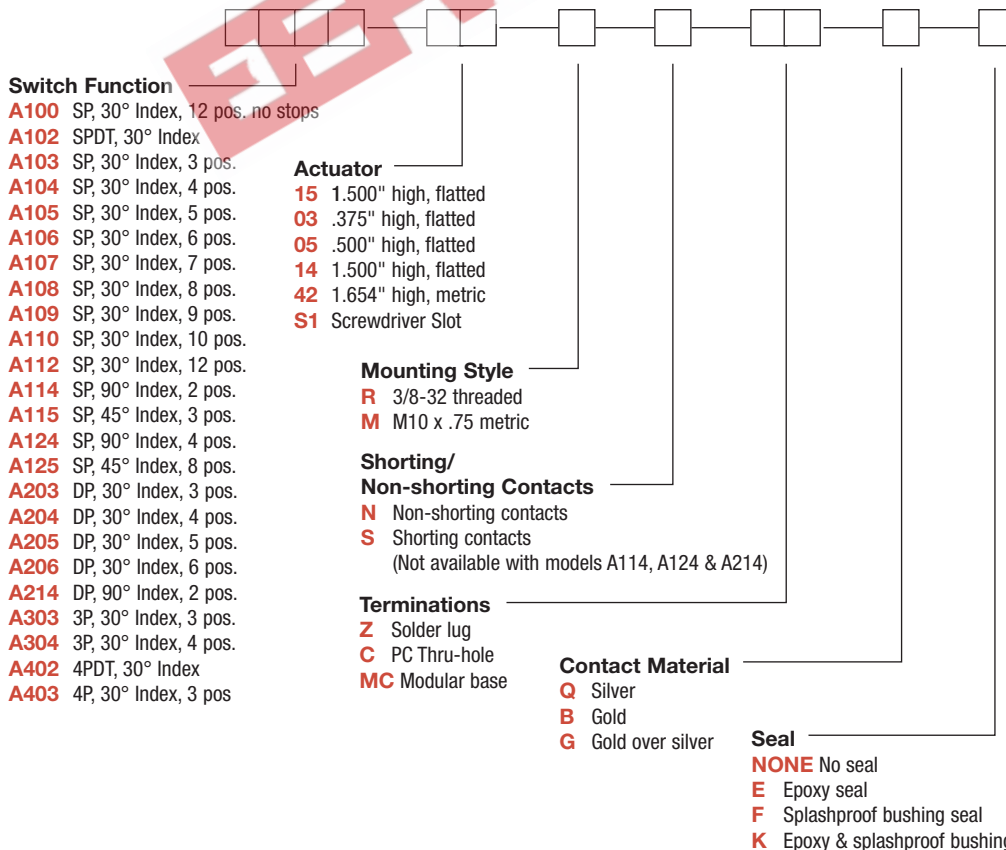 Switch Function
A100 SP, 30° Index, 12 pos. no stops
A102 SPDT, 30° Index
A103 SP, 30° Index, 3 pos.
A104 SP, 30° Index, 4 pos.
A105 SP, 30° Index, 5 pos.
A106 SP, 30° Index, 6 pos.
A107 SP, 30° Index, 7 pos.
A108 SP, 30° Index, 8 pos.
A109 SP, 30° Index, 9 pos.
A110 SP, 30° Index, 10 pos.
A112 SP, 30° Index, 12 pos.
A114 SP, 90° Index, 2 pos.
A115 SP, 45° Index, 3 pos.
A124 SP, 90° Index, 4 pos.
A125 SP, 45° Index, 8 pos.
A203 DP, 30° Index, 3 pos.
A204 DP, 30° Index, 4 pos.
A205 DP, 30° Index, 5 pos.
A206 DP, 30° Index, 6 pos.
A214 DP, 90° Index, 2 pos.
A303 3P, 30° Index, 3 pos.
A304 3P, 30° Index, 4 pos.
A402 4PDT, 30° Index
A403 4P, 30° Index, 3 pos
Actuator
15 1.500" high, flatted
03 .375" high, flatted
05 .500" high, flatted
14 1.500" high, flatted
42 1.654" high, metric
S1 Screwdriver Slot
Mounting Style
R 3/8-32 threaded
M M10 x .75 metric
Shorting/
Non-shorting Contacts
N Non-shorting contacts
S Shorting contacts
(Not available with models A114, A124 & A214)
Terminations
Z Solder lug
C PC Thru-hole
MC Modular base
Contact Material
Q Silver
B Gold
G Gold over silver
Seal
NONE No seal
E Epoxy seal
F Splashproof bushing seal
K Epoxy & splashproof bushing